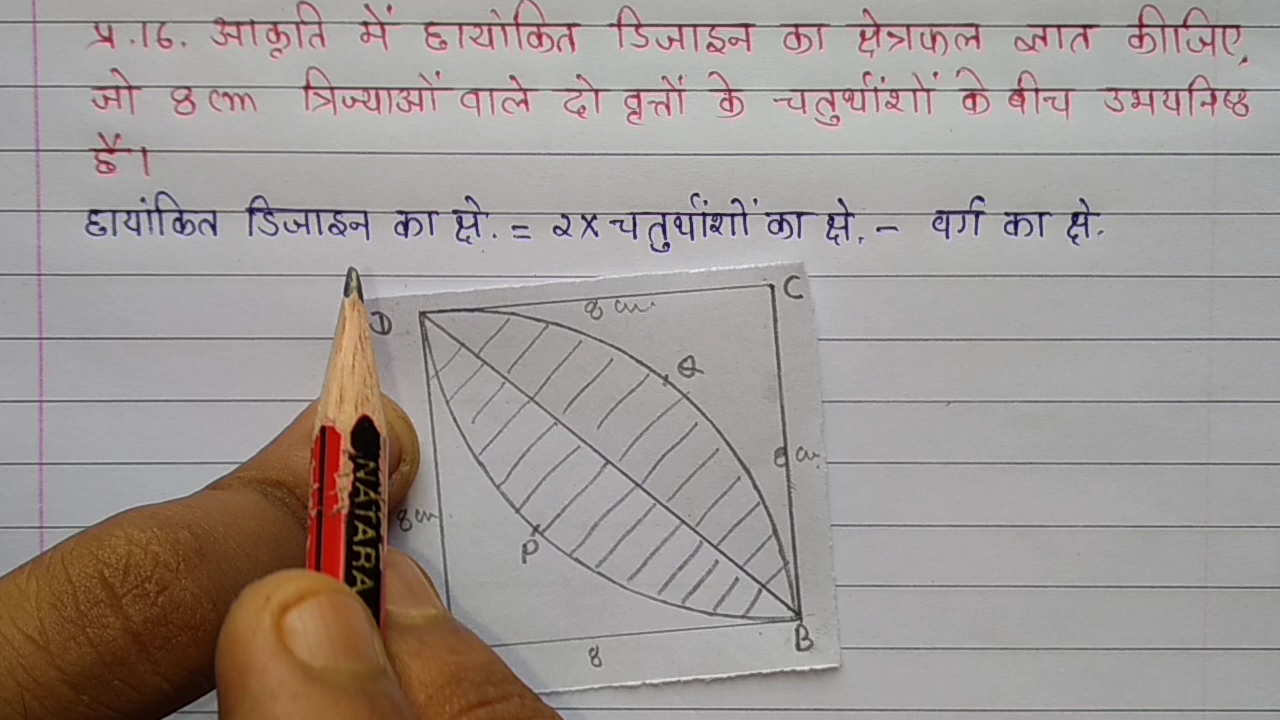 प्र.16. आकृति में छायांकित डिजाइन का क्षेत्रफल ज्ञात कीजिए,
जो 8 cm त्रिज्याओं वाले दो वृत्तों के चतुर्थांशों के बीच उभयनिष्ठ
है।
छायांकित डिजाइन का क्षे. = 2 × चतुर्थांशों का क्षे. - वर्ग का क्षे.
D 8 cm C
Q
8 cm
8 cm
P
B
8
NATARA